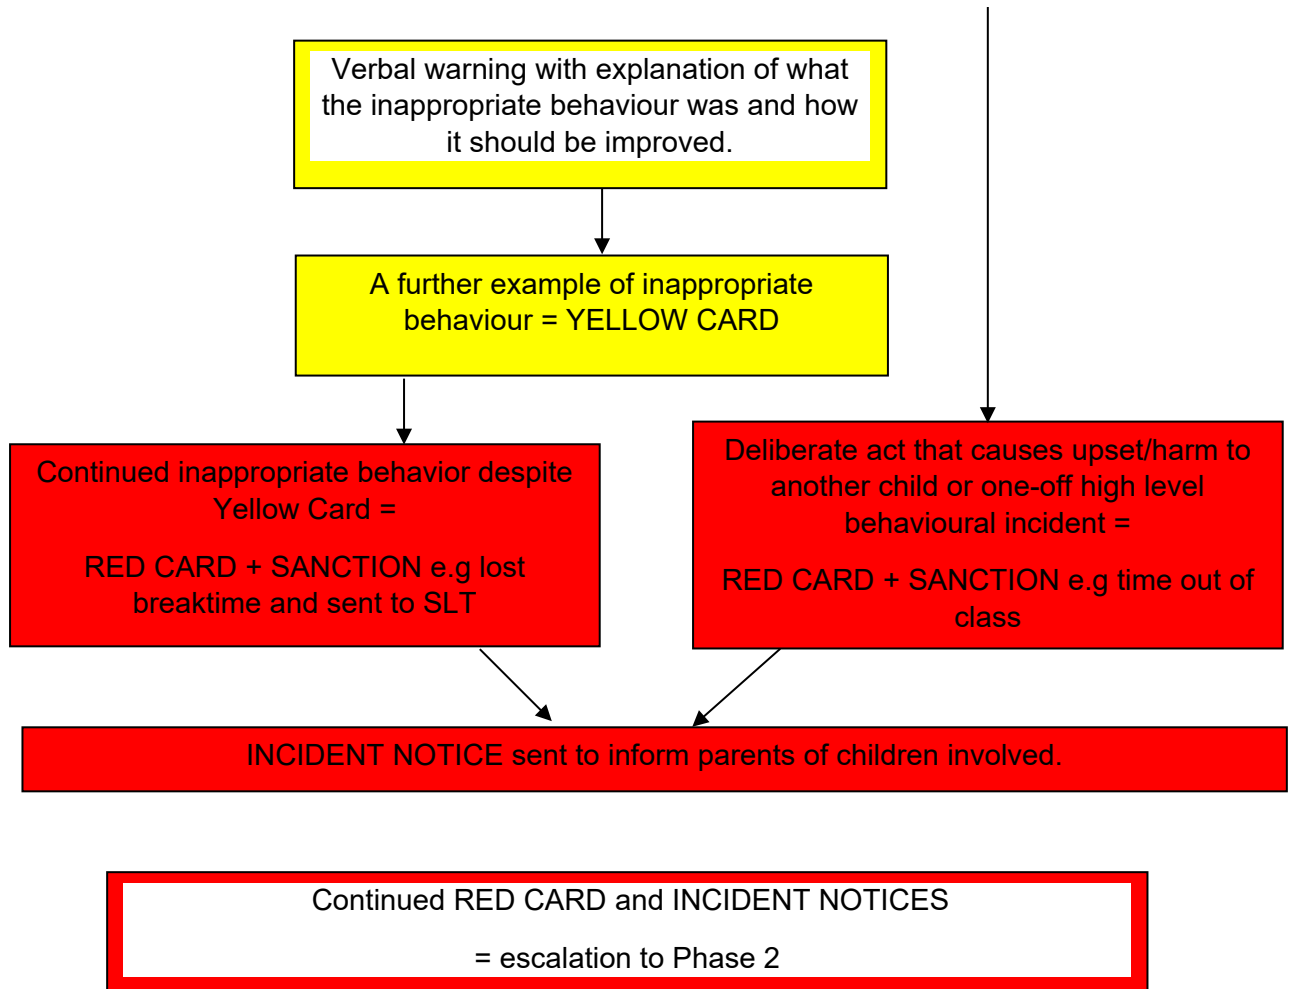 Verbal warning with explanation of what
the inappropriate behaviour was and how
it should be improved.
A further example of inappropriate
behaviour = YELLOW CARD
Continued inappropriate behavior despite
Yellow Card =
RED CARD + SANCTION e.g lost
breaktime and sent to SLT
Deliberate act that causes upset/harm to
another child or one-off high level
behavioural incident =
RED CARD + SANCTION e.g time out of
class
INCIDENT NOTICE sent to inform parents of children involved.
Continued RED CARD and INCIDENT NOTICES
= escalation to Phase 2